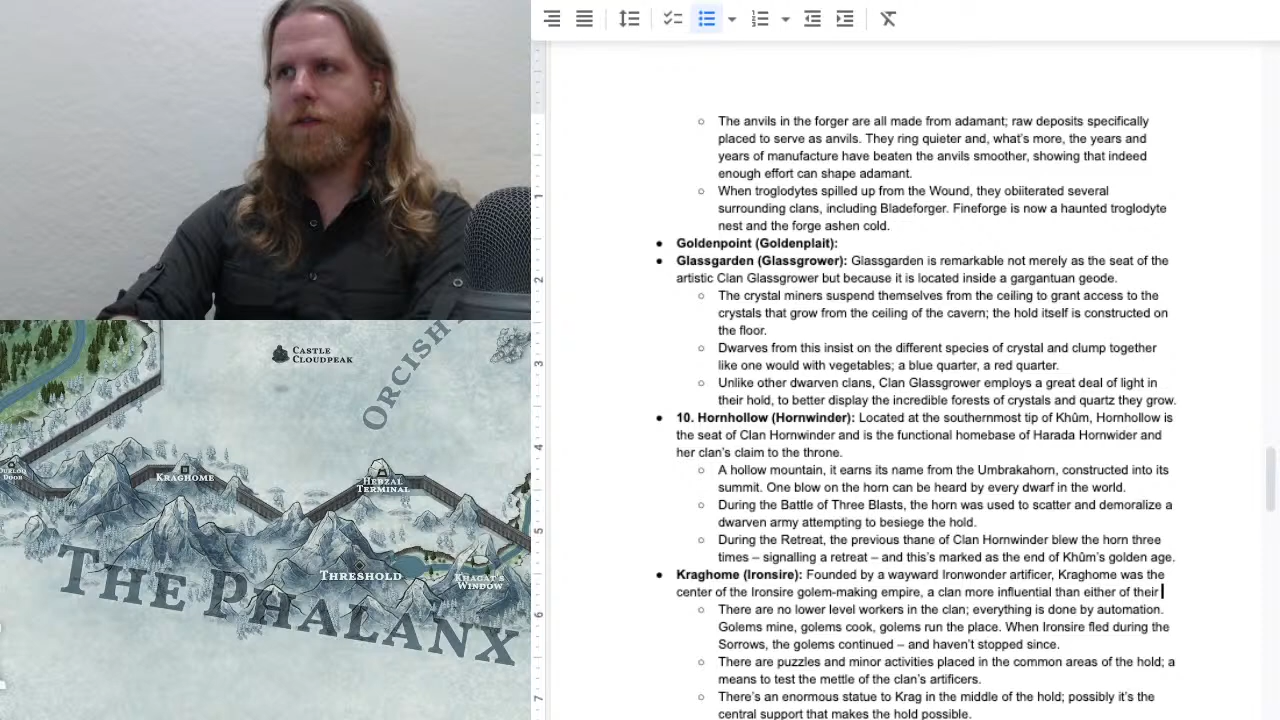 The anvils in the forger are all made from adamant; raw deposits specifically
placed to serve as anvils. They ring quieter and, what's more, the years and
years of manufacture have beaten the anvils smoother, showing that indeed
enough effort can shape adamant.
When troglodytes spilled up from the Wound, they obiiterated several
surrounding clans, including Bladeforger. Fineforge is now a haunted troglodyte
nest and the forge ashen cold.
Goldenpoint (Goldenplait):
Glassgarden (Glassgrower): Glassgarden is remarkable not merely as the seat of the
artistic Clan Glassgrower but because it is located inside a gargantuan geode.
The crystal miners suspend themselves from the ceiling to grant access to the
crystals that grow from the ceiling of the cavern; the hold itself is constructed on
the floor.
Dwarves from this insist on the different species of crystal and clump together
like one would with vegetables; a blue quarter, a red quarter.
Unlike other dwarven clans, Clan Glassgrower employs a great deal of light in
their hold, to better display the incredible forests of crystals and quartz they grow.
10. Hornhollow (Hornwinder): Located at the southernmost tip of Khûm, Hornhollow is
the seat of Clan Hornwinder and is the functional homebase of Harada Hornwider and
her clan's claim to the throne.
A hollow mountain, it earns its name from the Umbrakahorn, constructed into its
summit. One blow on the horn can be heard by every dwarf in the world.
During the Battle of Three Blasts, the horn was used to scatter and demoralize a
dwarven army attempting to besiege the hold.
During the Retreat, the previous thane of Clan Hornwinder blew the horn three
times – signalling a retreat – and this's marked as the end of Khûm's golden age.
Kraghome (Ironsire): Founded by a wayward Ironwonder artificer, Kraghome was the
center of the Ironsire golem-making empire, a clan more influential than either of their
There are no lower level workers in the clan; everything is done by automation.
Golems mine, golems cook, golems run the place. When Ironsire fled during the
Sorrows, the golems continued – and haven't stopped since.
There are puzzles and minor activities placed in the common areas of the hold; a
means to test the mettle of the clan's artificers.
There's an enormous statue to Krag in the middle of the hold; possibly it's the
central support that makes the hold possible.
CASTLE
CLOUDPEAK
ORCISH
DOOR
KRAGHOME
TERMINAL
THRESHOLD
KHAGAT'S
WINDOW
THE PHALANX
1
2
3
4
5
6
7